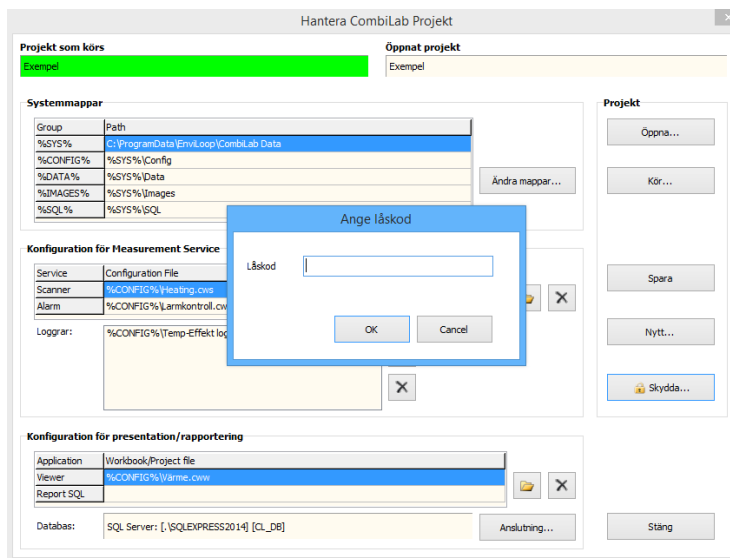 Hantera CombiLab Projekt
Projekt som körs
Öppnat projekt
Exempel
Exempel
Systemmappar
Projekt
Group Path
%SYS% C:\ProgramData\EnviLoop\CombiLab Data
%CONFIG% %SYS%\Config
%DATA% %SYS%\Data
%IMAGES% %SYS%\Images
%SQL% %SYS%\SQL
Ändra mappar...
Öppna...
Kör...
Spara
Nytt...
Skydda...
Stäng
Ange låskod
Låskod
OK
Cancel
Konfiguration för Measurement Service
Service Configuration File
Scanner %CONFIG%\Heating.cws
Alarm %CONFIG%\Larmkontroll.cw
Loggrar: %CONFIG%\Temp-Effekt log
Konfiguration för presentation/rapportering
Application Workbook/Project file
Viewer %CONFIG%\Värme.cww
Report SQL
Databas: SQL Server: [.\SQLEXPRESS2014] [CL_DB]
Anslutning...